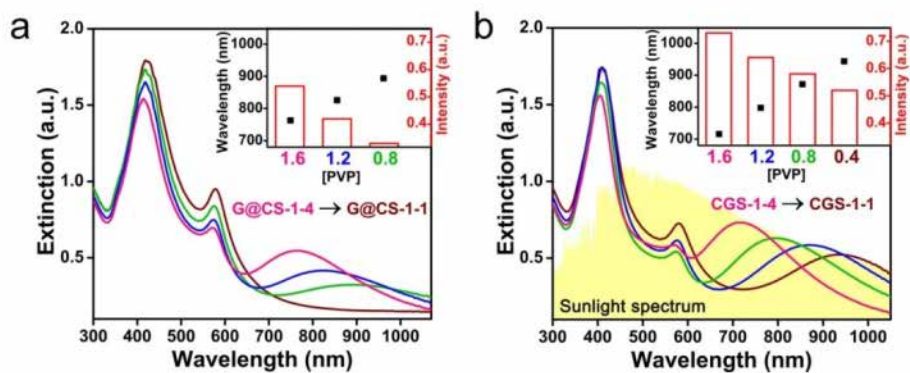 a
2.0
1.5
1.0
0.5
Extinction (a.u.)
300 400 500 600 700 800 900 1000
Wavelength (nm)
1000
900
800
700
Wavelength (nm)
0.7
0.6
0.5
0.4
Intensity (a.u.)
1.6 1.2 0.8
[PVP]
G@CS-1-4 → G@CS-1-1
b
2.0
1.5
1.0
0.5
Extinction (a.u.)
300 400 500 600 700 800 900 1000
Wavelength (nm)
1000
900
800
700
Wavelength (nm)
0.7
0.6
0.5
0.4
Intensity (a.u.)
1.6 1.2 0.8 0.4
[PVP]
CGS-1-4 → CGS-1-1
Sunlight spectrum